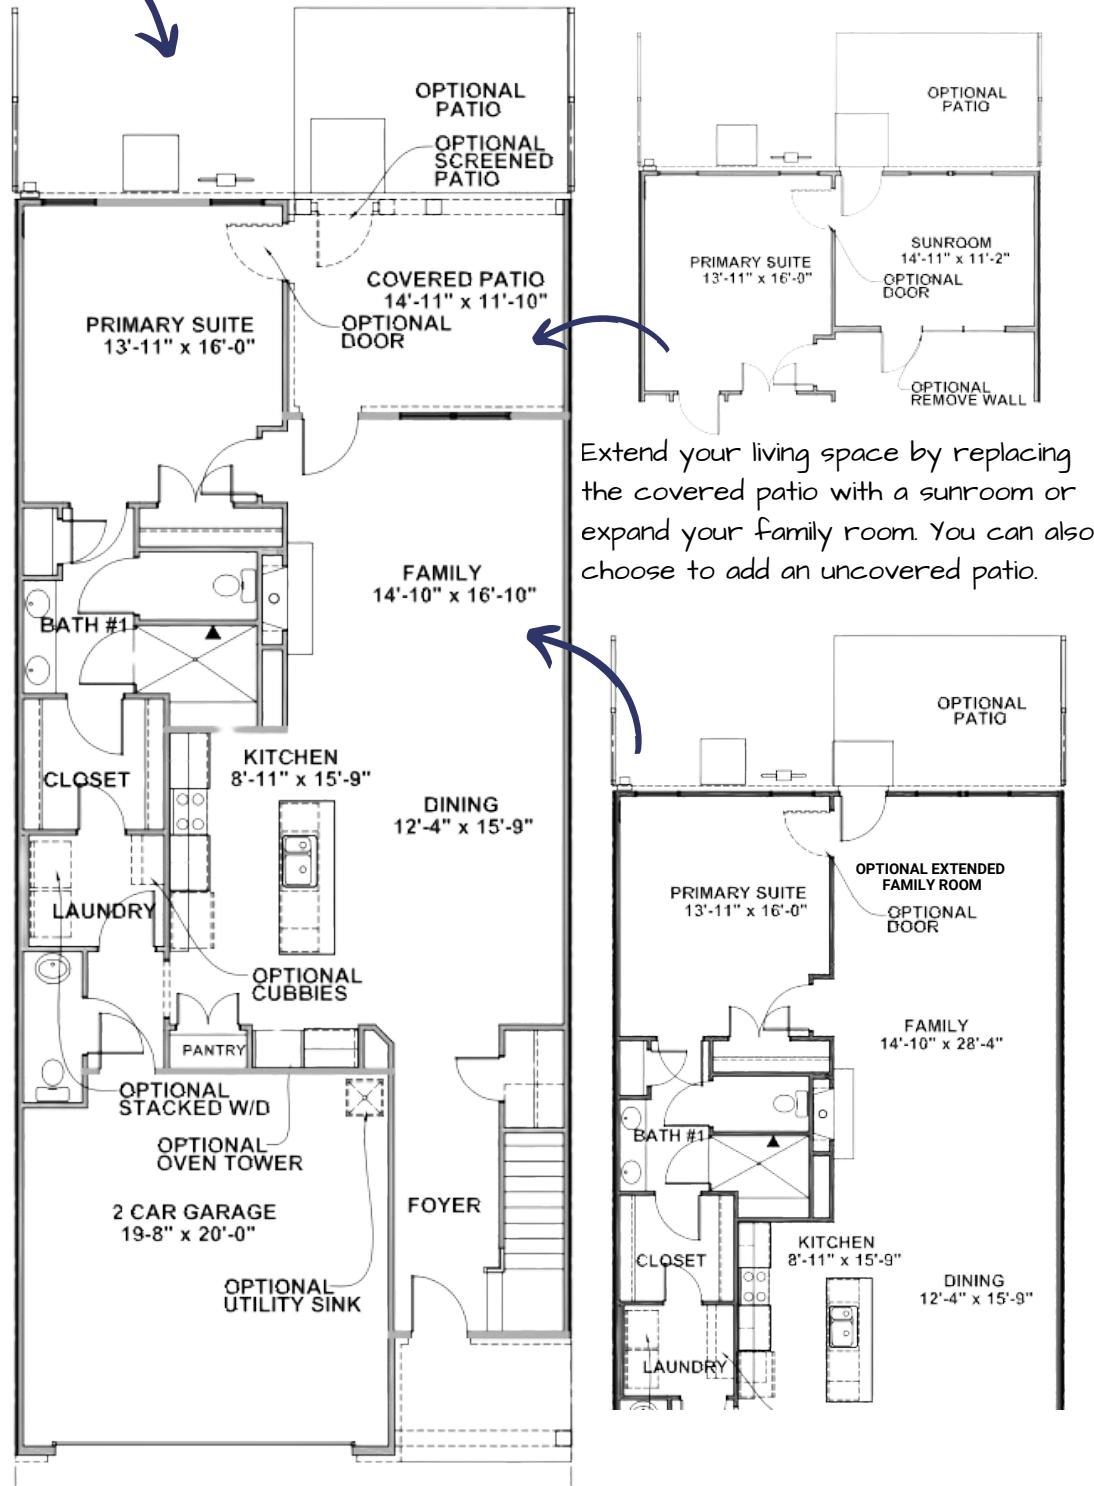 OPTIONAL
PATIO
OPTIONAL
SCREENED
PATIO
COVERED PATIO
14'-11" x 11'-10"
OPTIONAL
DOOR
PRIMARY SUITE
13'-11" x 16'-0"
FAMILY
14'-10" x 16'-10"
BATH #1
KITCHEN
8'-11" x 15'-9"
CLOSET
DINING
12'-4" x 15'-9"
LAUNDRY
OPTIONAL
CUBBIES
PANTRY
OPTIONAL
STACKED W/D
OPTIONAL
OVEN TOWER
2 CAR GARAGE
19-8" x 20'-0"
FOYER
OPTIONAL
UTILITY SINK
OPTIONAL
PATIO
SUNROOM
14'-11" x 11'-2"
PRIMARY SUITE
13'-11" x 16'-0"
OPTIONAL
DOOR
OPTIONAL
REMOVE WALL
Extend your living space by replacing
the covered patio with a sunroom or
expand your family room. You can also
choose to add an uncovered patio.
OPTIONAL
PATIO
OPTIONAL EXTENDED
FAMILY ROOM
PRIMARY SUITE
13'-11" x 16'-0"
OPTIONAL
DOOR
FAMILY
14'-10" x 28'-4"
BATH #1
KITCHEN
8'-11" x 15'-9"
CLOSET
DINING
12'-4" x 15'-9"
LAUNDRY